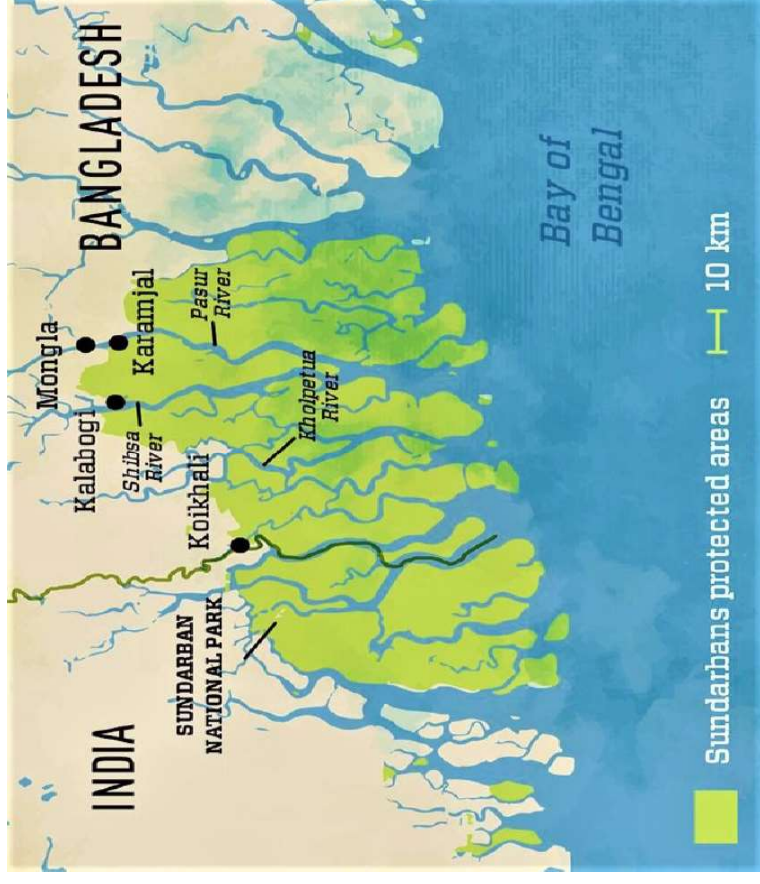 INDIA
BANGLADESH
Mongla
Kalabogi
Karamjal
Shibsa
River
Pasur
River
Koikhali
Kholpetua
River
SUNDARBAN
NATIONAL PARK
Bay of
Bengal
Sundarbans protected areas
10 km